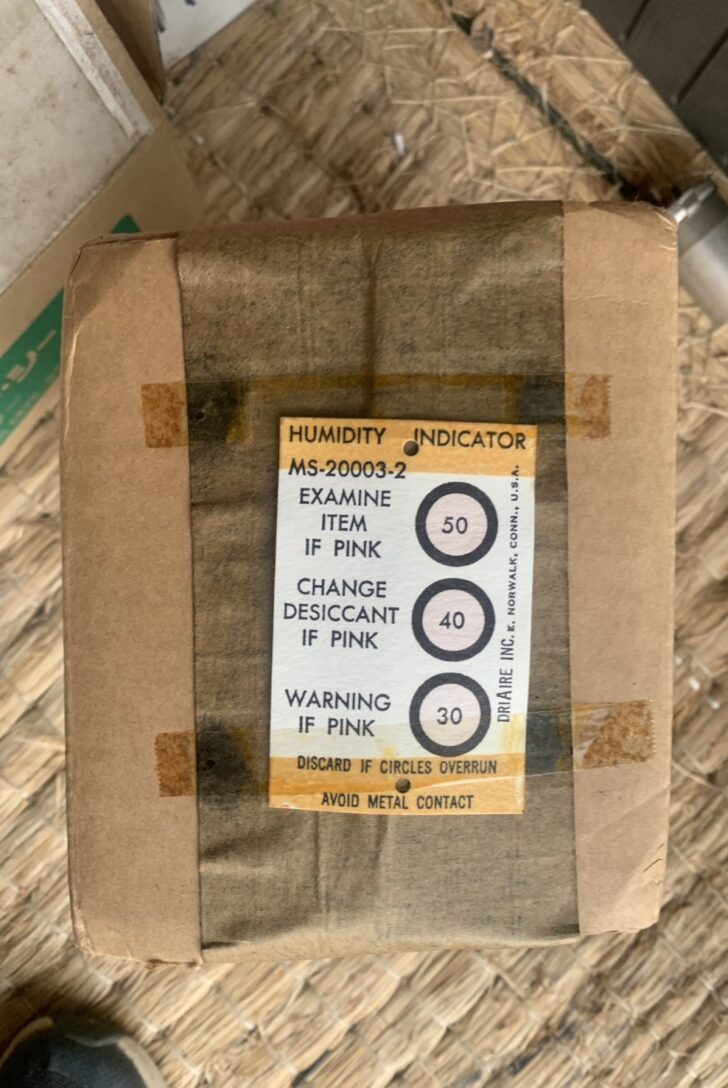 HUMIDITY INDICATOR
MS-20003-2
EXAMINE
ITEM
IF PINK
50
CHANGE
DESICCANT
IF PINK
40
WARNING
IF PINK
30
DRIAIRE INC. E. NORWALK, CONN., U.S.A.
DISCARD IF CIRCLES OVERRUN
AVOID METAL CONTACT